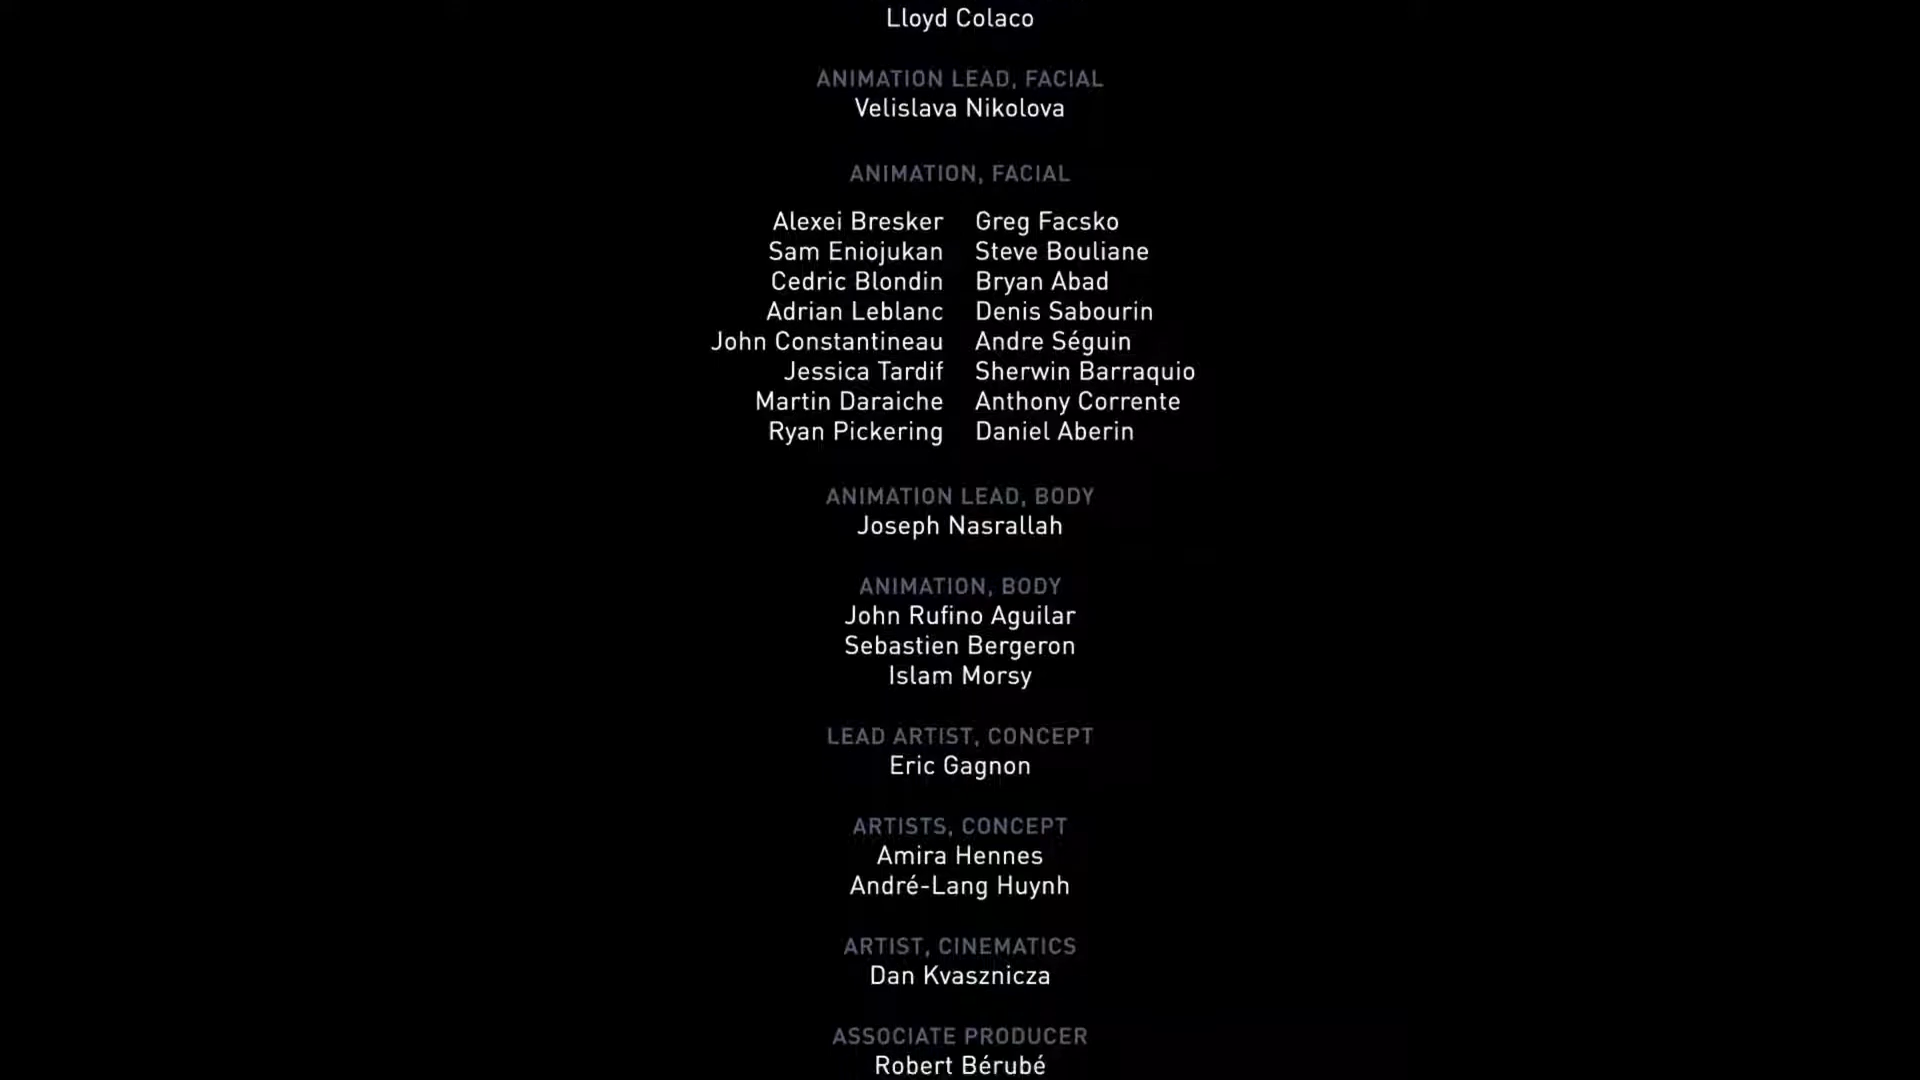 Lloyd Colaco
ANIMATION LEAD, FACIAL
Velislava Nikolova
ANIMATION, FACIAL
Alexei Bresker Greg Facsko
Sam Eniojukan Steve Bouliane
Cedric Blondin Bryan Abad
Adrian Leblanc Denis Sabourin
John Constantineau Andre Séguin
Jessica Tardif Sherwin Barraquio
Martin Daraiche Anthony Corrente
Ryan Pickering Daniel Aberin
ANIMATION LEAD, BODY
Joseph Nasrallah
ANIMATION, BODY
John Rufino Aguilar
Sebastien Bergeron
Islam Morsy
LEAD ARTIST, CONCEPT
Eric Gagnon
ARTISTS, CONCEPT
Amira Hennes
André-Lang Huynh
ARTIST, CINEMATICS
Dan Kvasznicza
ASSOCIATE PRODUCER
Robert Bérubé